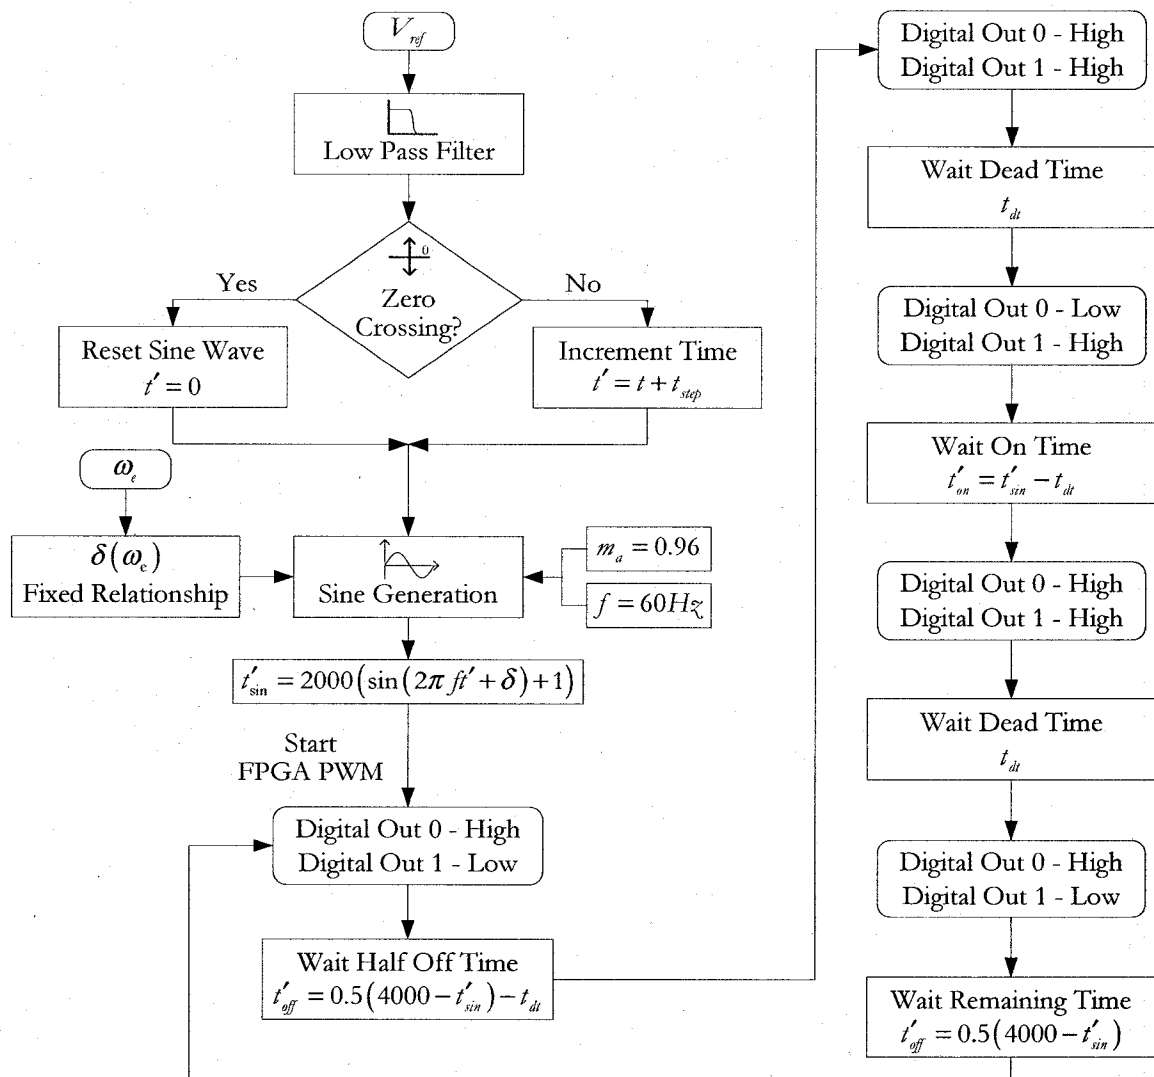 V_ref
Low Pass Filter
0
Zero
Crossing?
Yes
No
Reset Sine Wave
t′ = 0
Increment Time
t′ = t + t_step
ω_e
δ(ω_e)
Fixed Relationship
Sine Generation
m_a = 0.96
f = 60Hz
t′_sin = 2000(sin(2π ft′ + δ) + 1)
Start
FPGA PWM
Digital Out 0 - High
Digital Out 1 - Low
Wait Half Off Time
t′_off = 0.5(4000 − t′_sin) − t_dt
Digital Out 0 - High
Digital Out 1 - High
Wait Dead Time
t_dt
Digital Out 0 - Low
Digital Out 1 - High
Wait On Time
t′_on = t′_sin − t_dt
Digital Out 0 - High
Digital Out 1 - High
Wait Dead Time
t_dt
Digital Out 0 - High
Digital Out 1 - Low
Wait Remaining Time
t′_off = 0.5(4000 − t′_sin)